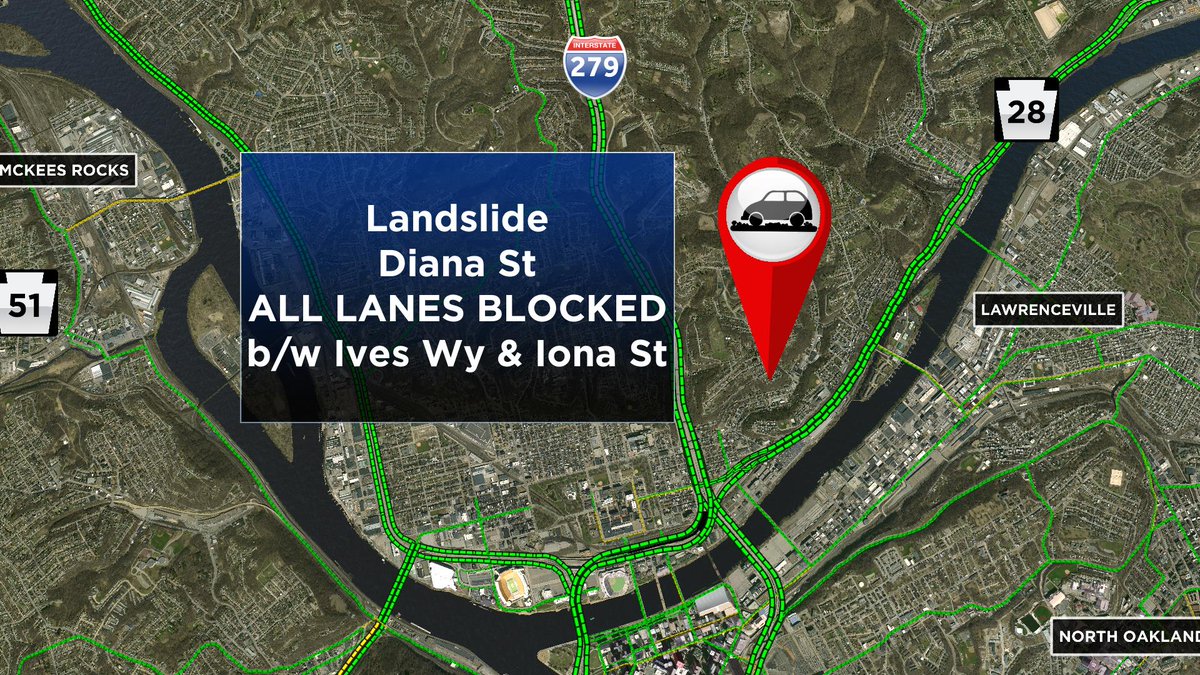 INTERSTATE
279
28
MCKEES ROCKS
Landslide
Diana St
ALL LANES BLOCKED
b/w Ives Wy & Iona St
51
LAWRENCEVILLE
NORTH OAKLAND